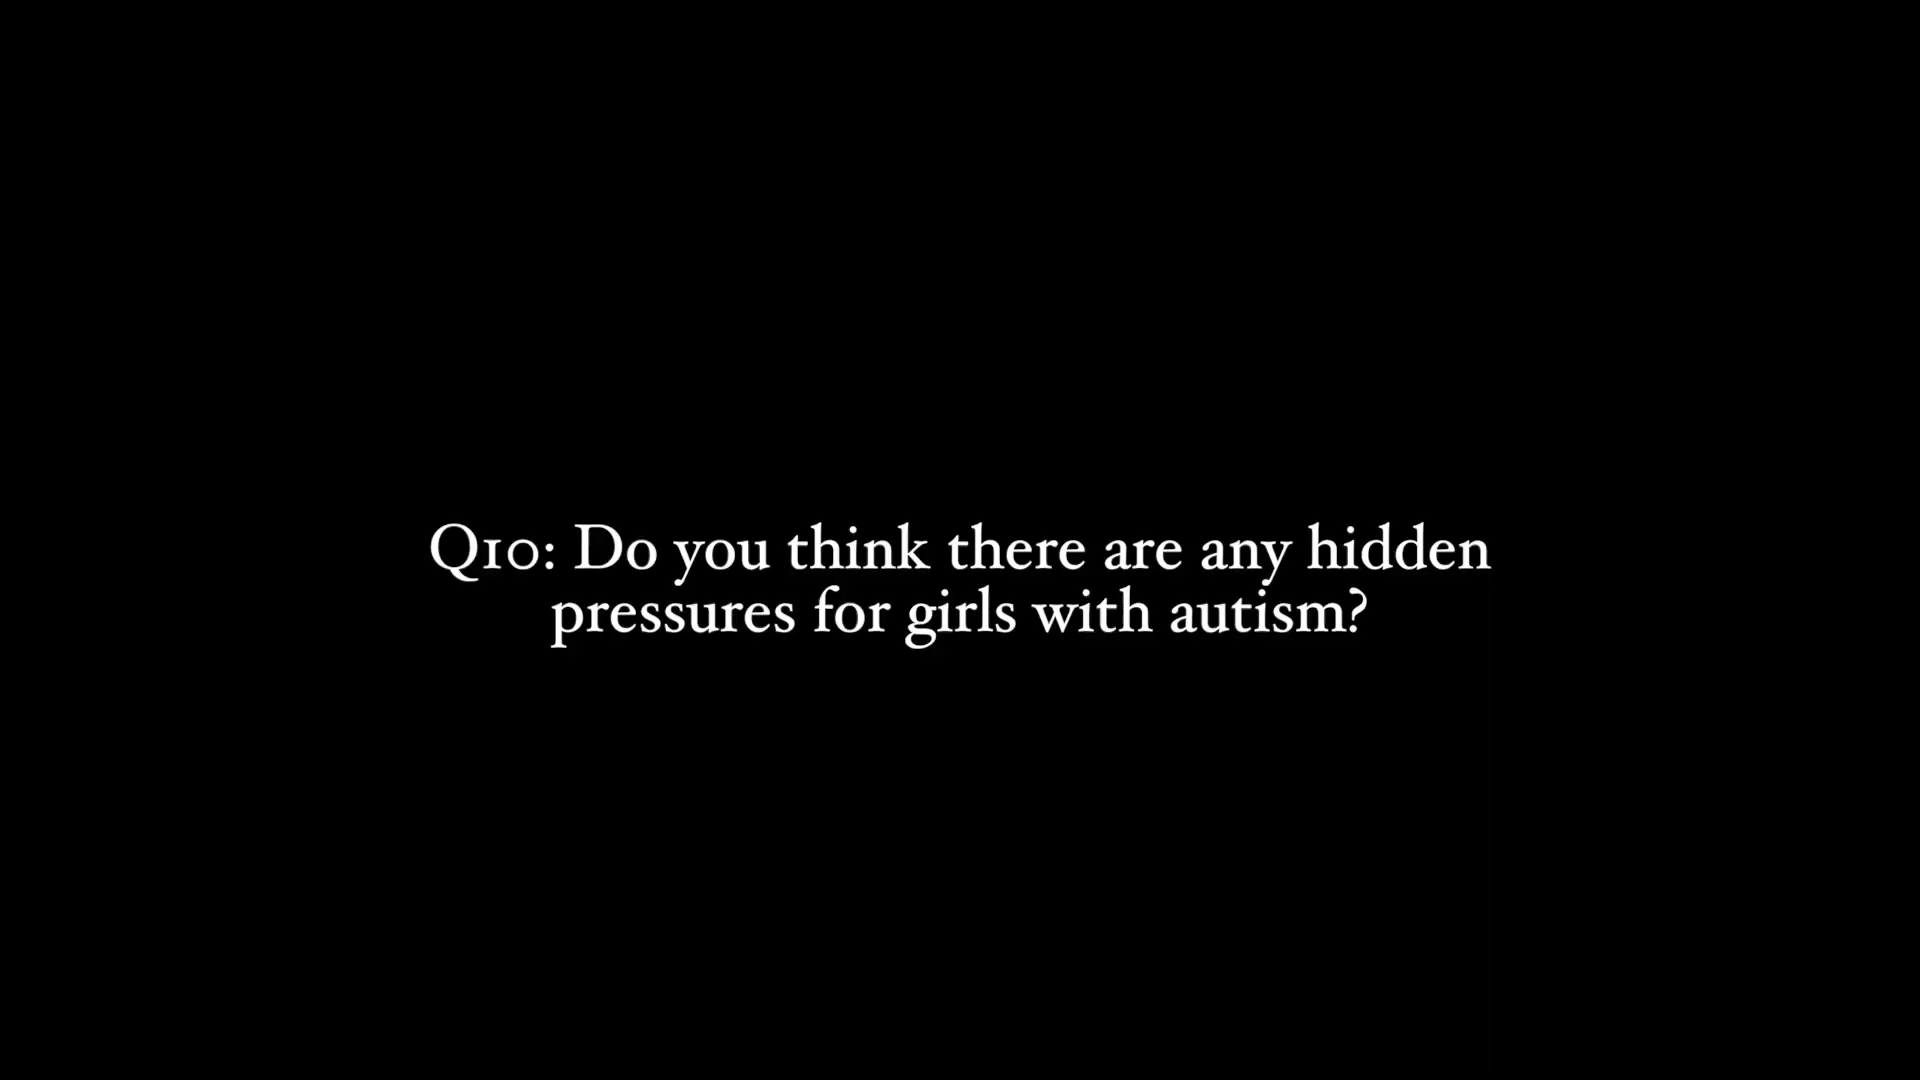 Q10: Do you think there are any hidden
pressures for girls with autism?